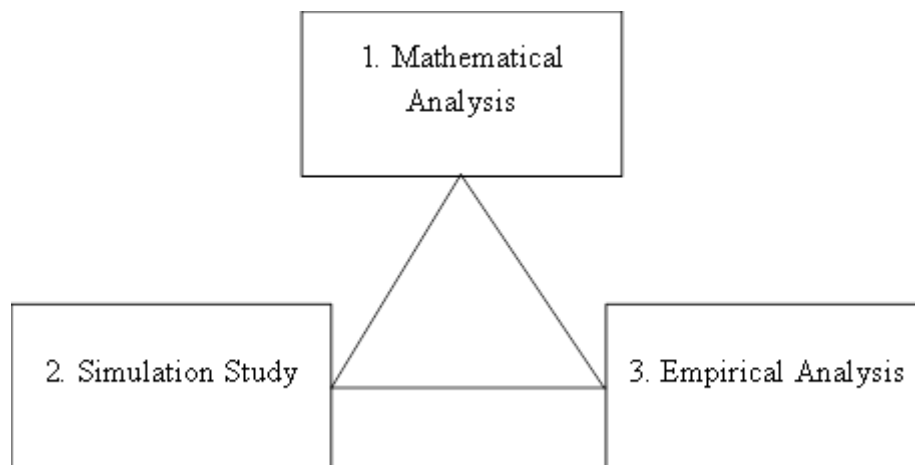 1. Mathematical
Analysis
2. Simulation Study
3. Empirical Analysis